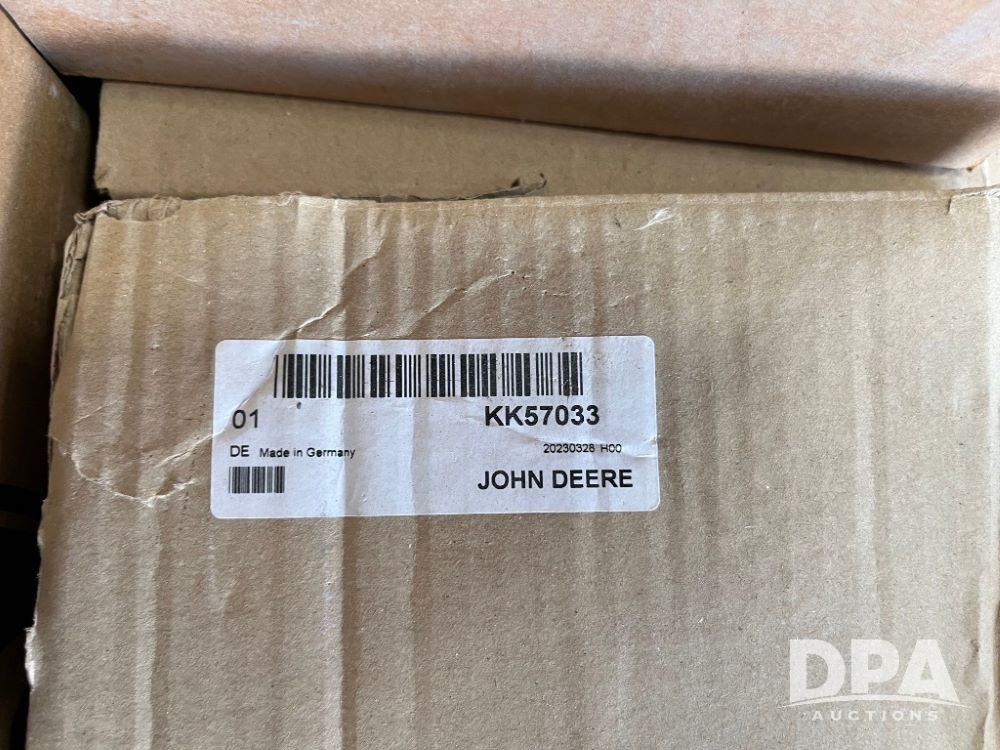 01 KK57033
DE Made in Germany 20230328 H00
JOHN DEERE
DPA
AUCTIONS